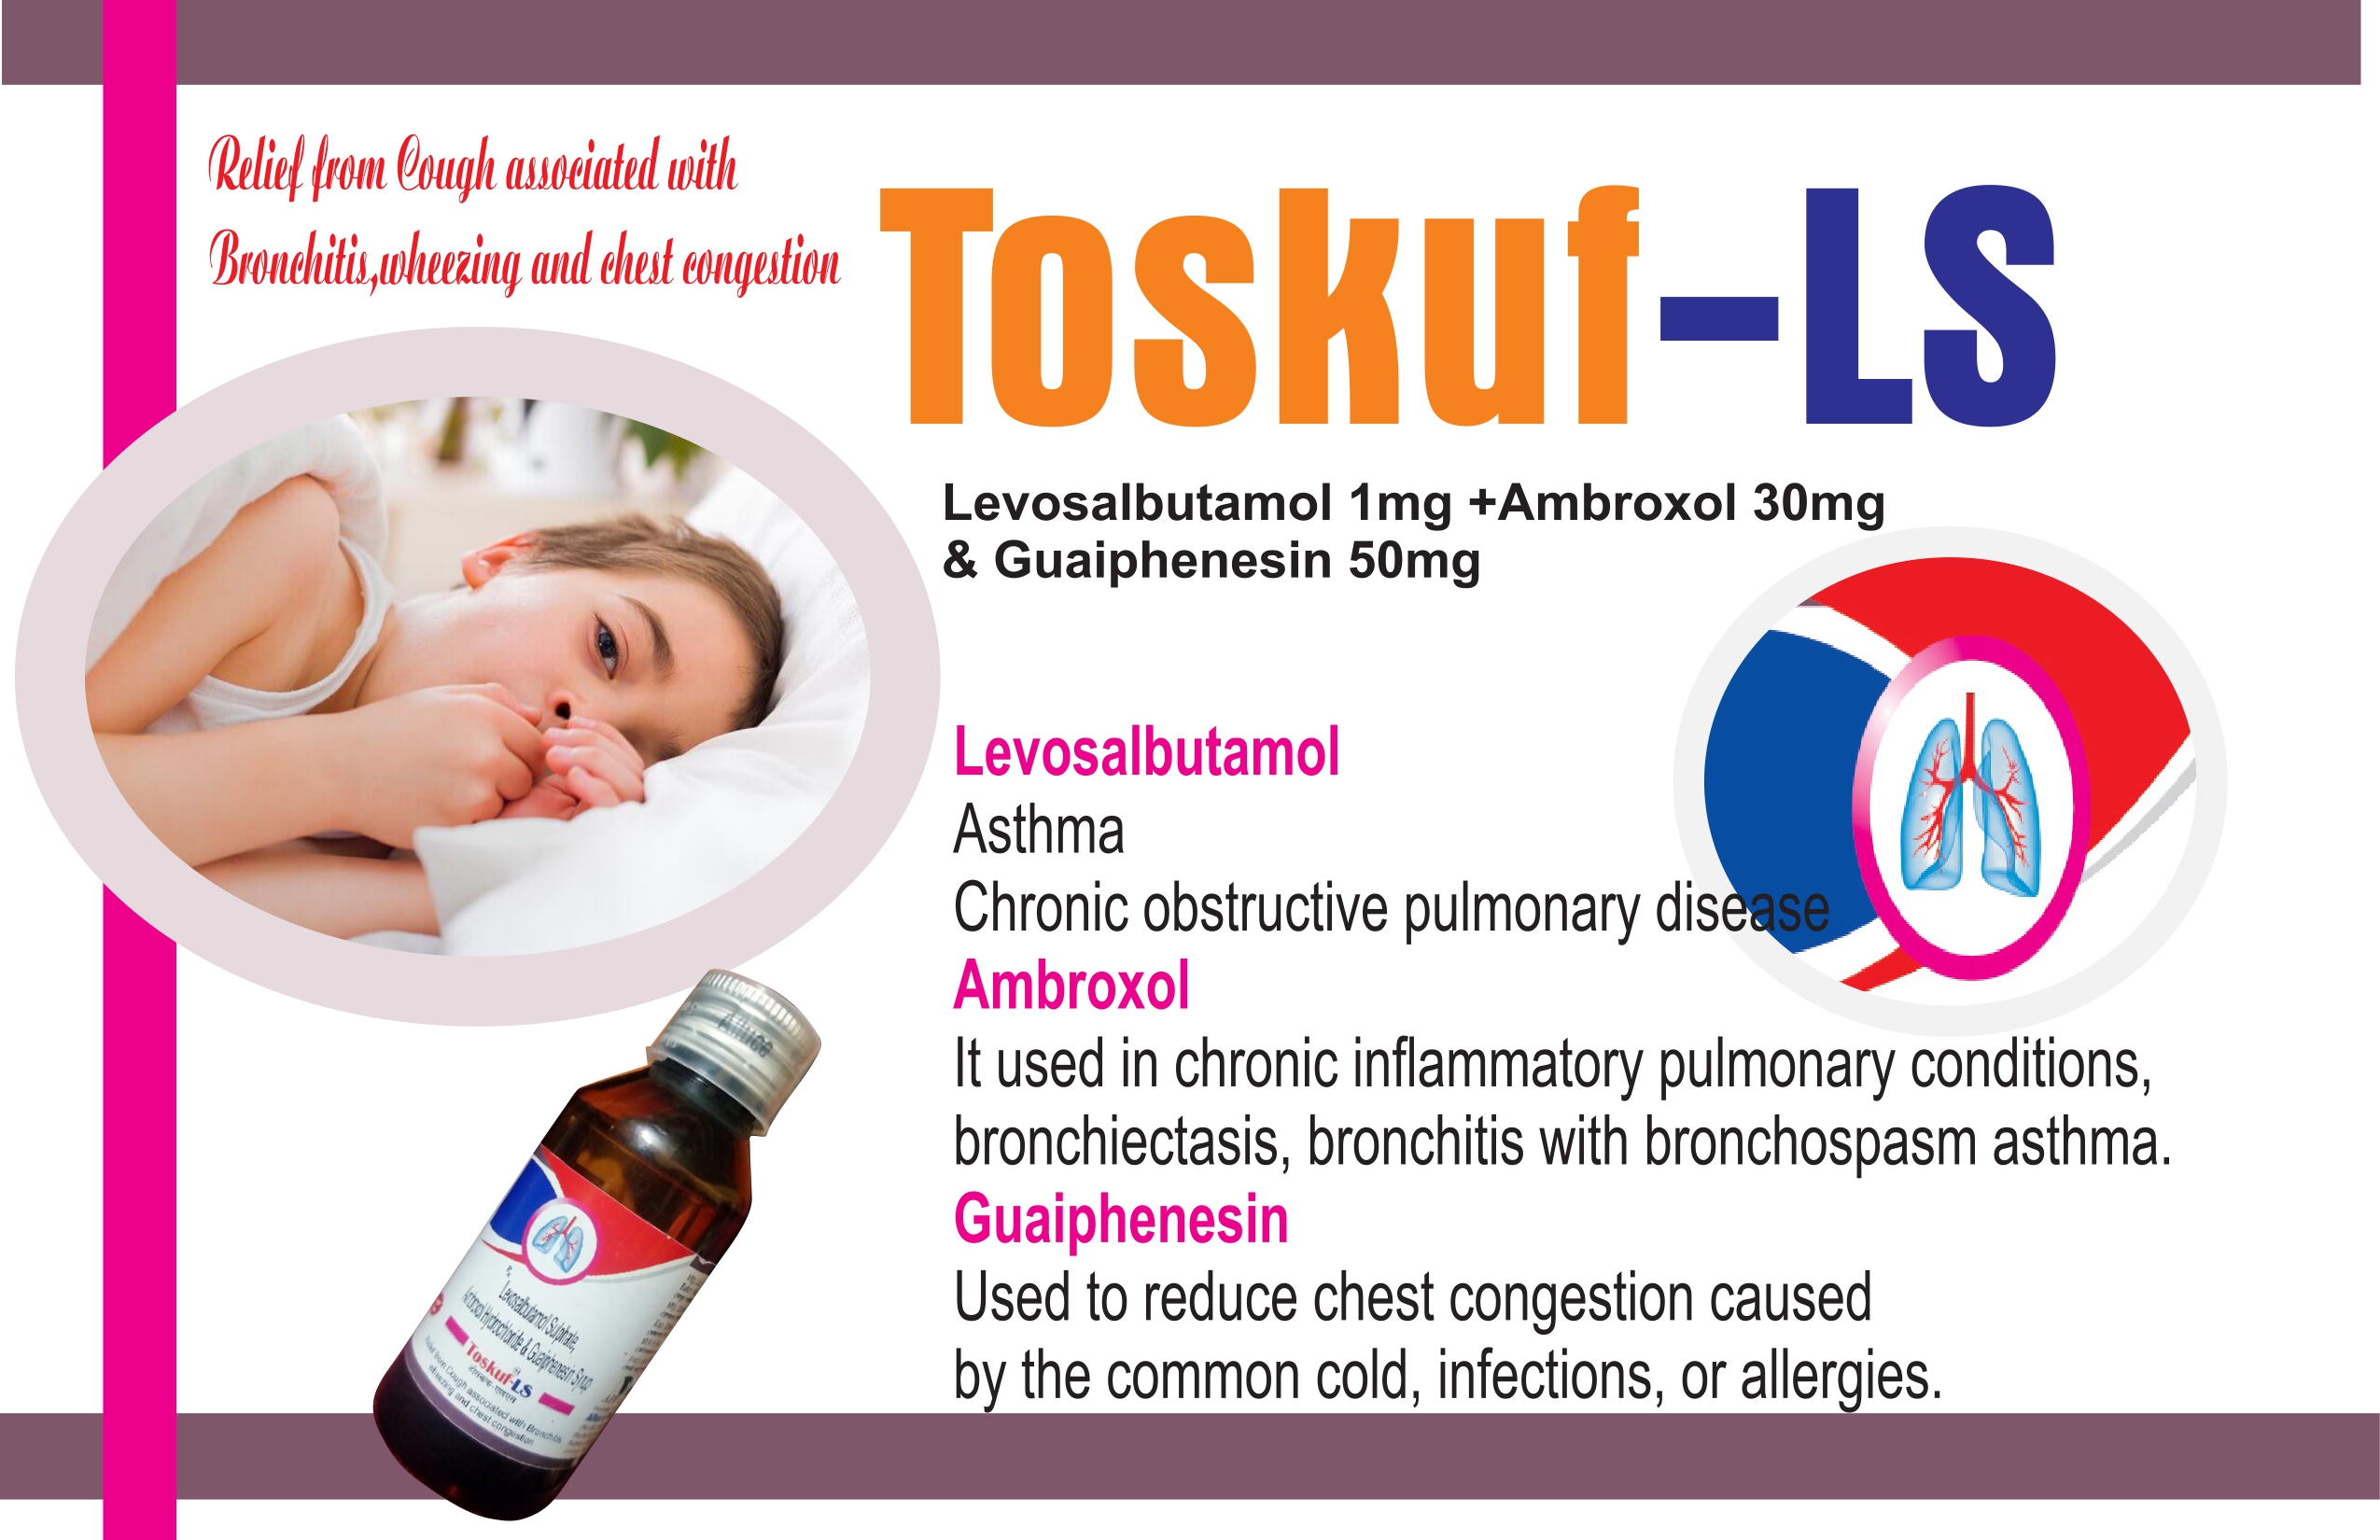 Relief from Cough associated with
Bronchitis,wheezing and chest congestion
Toskuf-LS
Levosalbutamol 1mg +Ambroxol 30mg
& Guaiphenesin 50mg
Levosalbutamol
Asthma
Chronic obstructive pulmonary disease
Ambroxol
It used in chronic inflammatory pulmonary conditions,
bronchiectasis, bronchitis with bronchospasm asthma.
Guaiphenesin
Used to reduce chest congestion caused
by the common cold, infections, or allergies.
Levosalbutamol Sulphate,
Ambroxol Hydrochloride & Guaiphenesin Syrup
Toskuf-LS
Relief from Cough associated with Bronchitis
wheezing and chest congestion